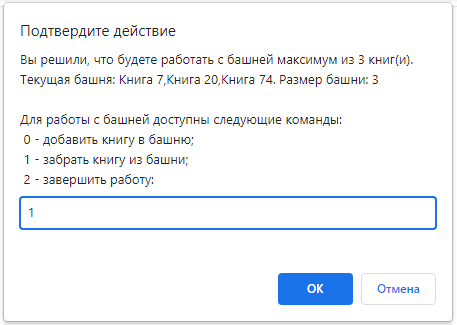 Подтвердите действие
Вы решили, что будете работать с башней максимум из 3 книг(и).
Текущая башня: Книга 7,Книга 20,Книга 74. Размер башни: 3
Для работы с башней доступны следующие команды:
0 - добавить книгу в башню;
1 - забрать книгу из башни;
2 - завершить работу:
1
ОК
Отмена